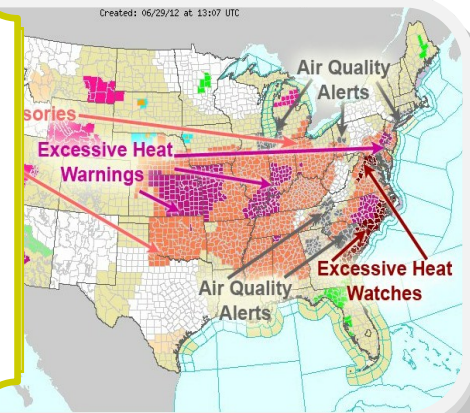 Created: 06/29/12 at 13:07 UTC
Air Quality
Alerts
sories
Excessive Heat
Warnings
Excessive Heat
Watches
Air Quality
Alerts